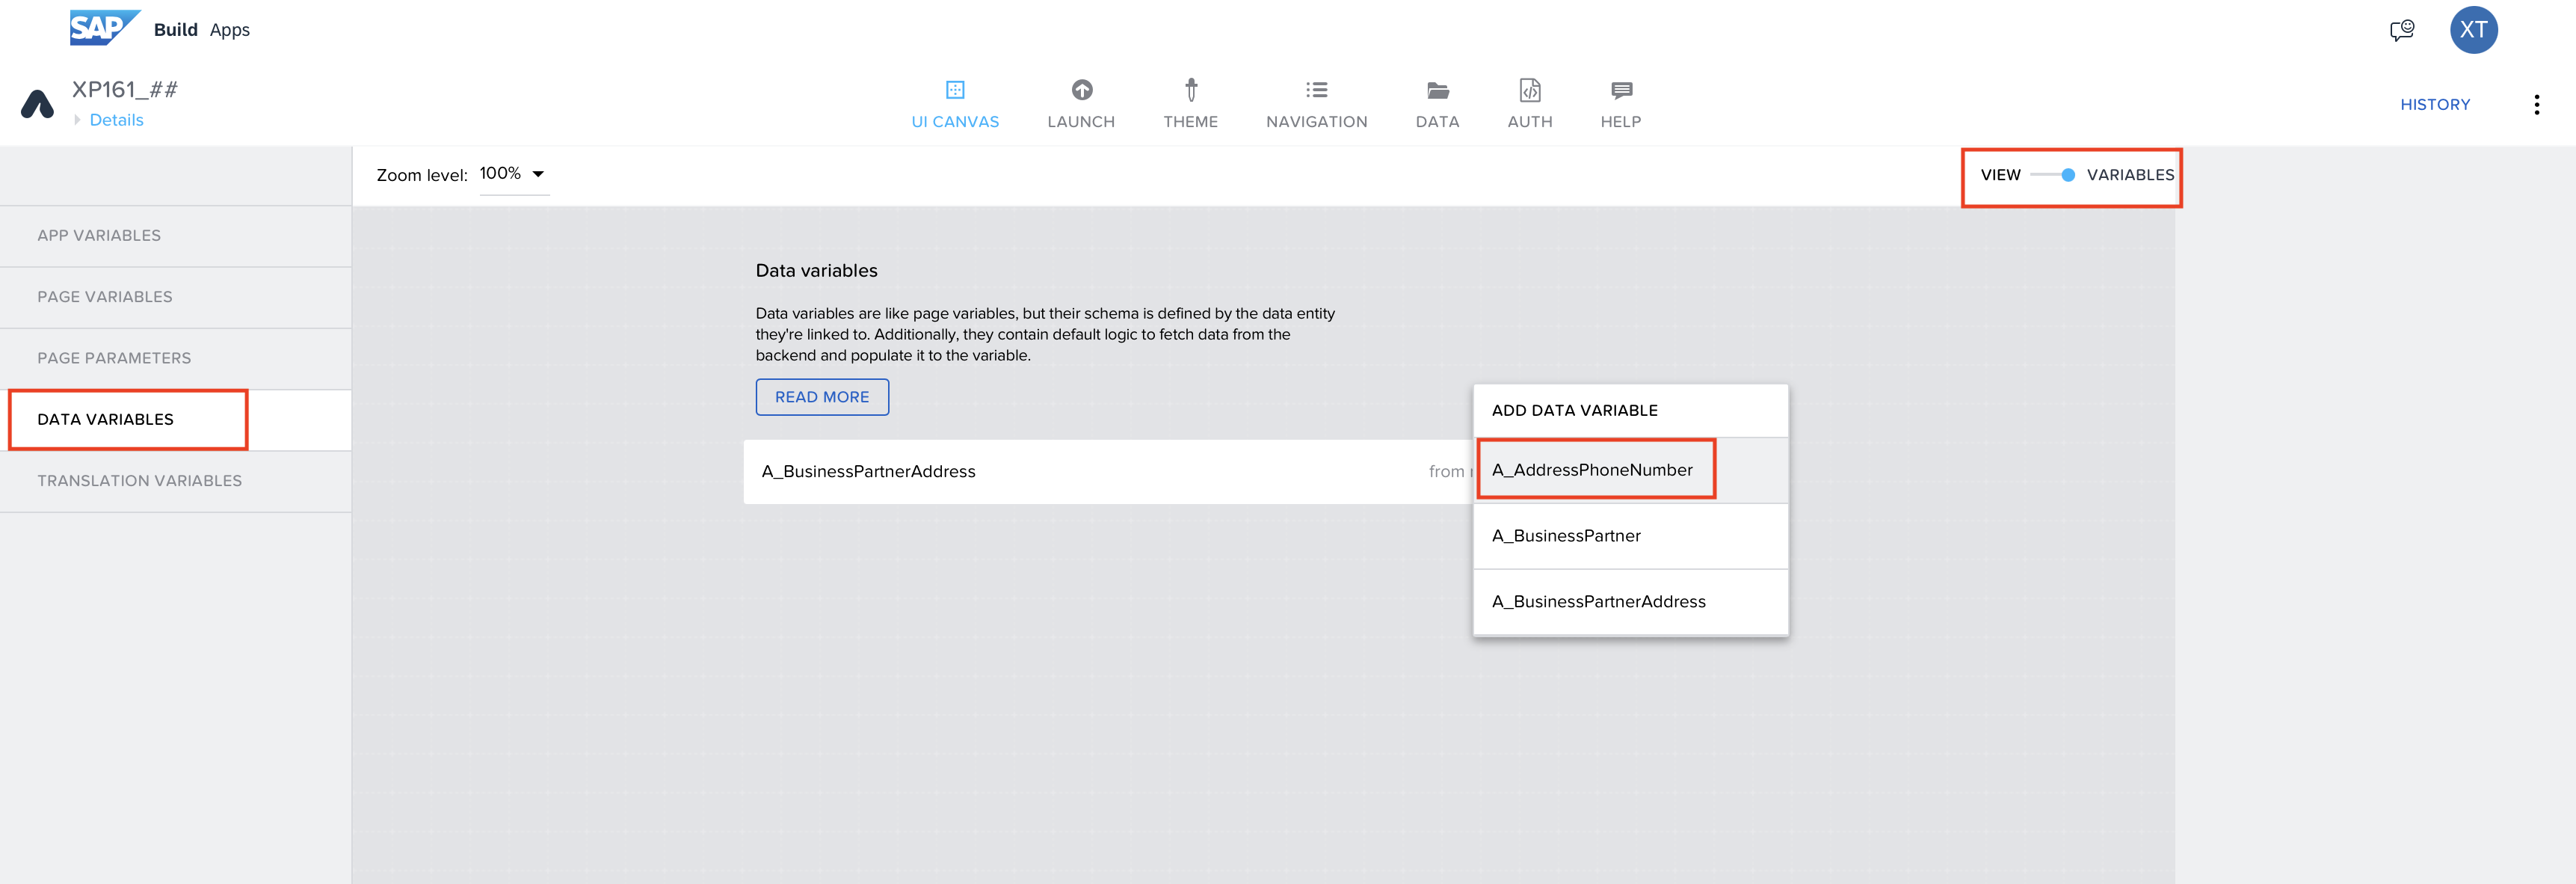 SAP Build Apps
XT
XP161_##
Details
UI CANVAS
LAUNCH
THEME
NAVIGATION
DATA
AUTH
HELP
HISTORY
Zoom level: 100%
VIEW
VARIABLES
APP VARIABLES
PAGE VARIABLES
PAGE PARAMETERS
DATA VARIABLES
TRANSLATION VARIABLES
Data variables
Data variables are like page variables, but their schema is defined by the data entity
they're linked to. Additionally, they contain default logic to fetch data from the
backend and populate it to the variable.
READ MORE
A_BusinessPartnerAddress
from
ADD DATA VARIABLE
A_AddressPhoneNumber
A_BusinessPartner
A_BusinessPartnerAddress